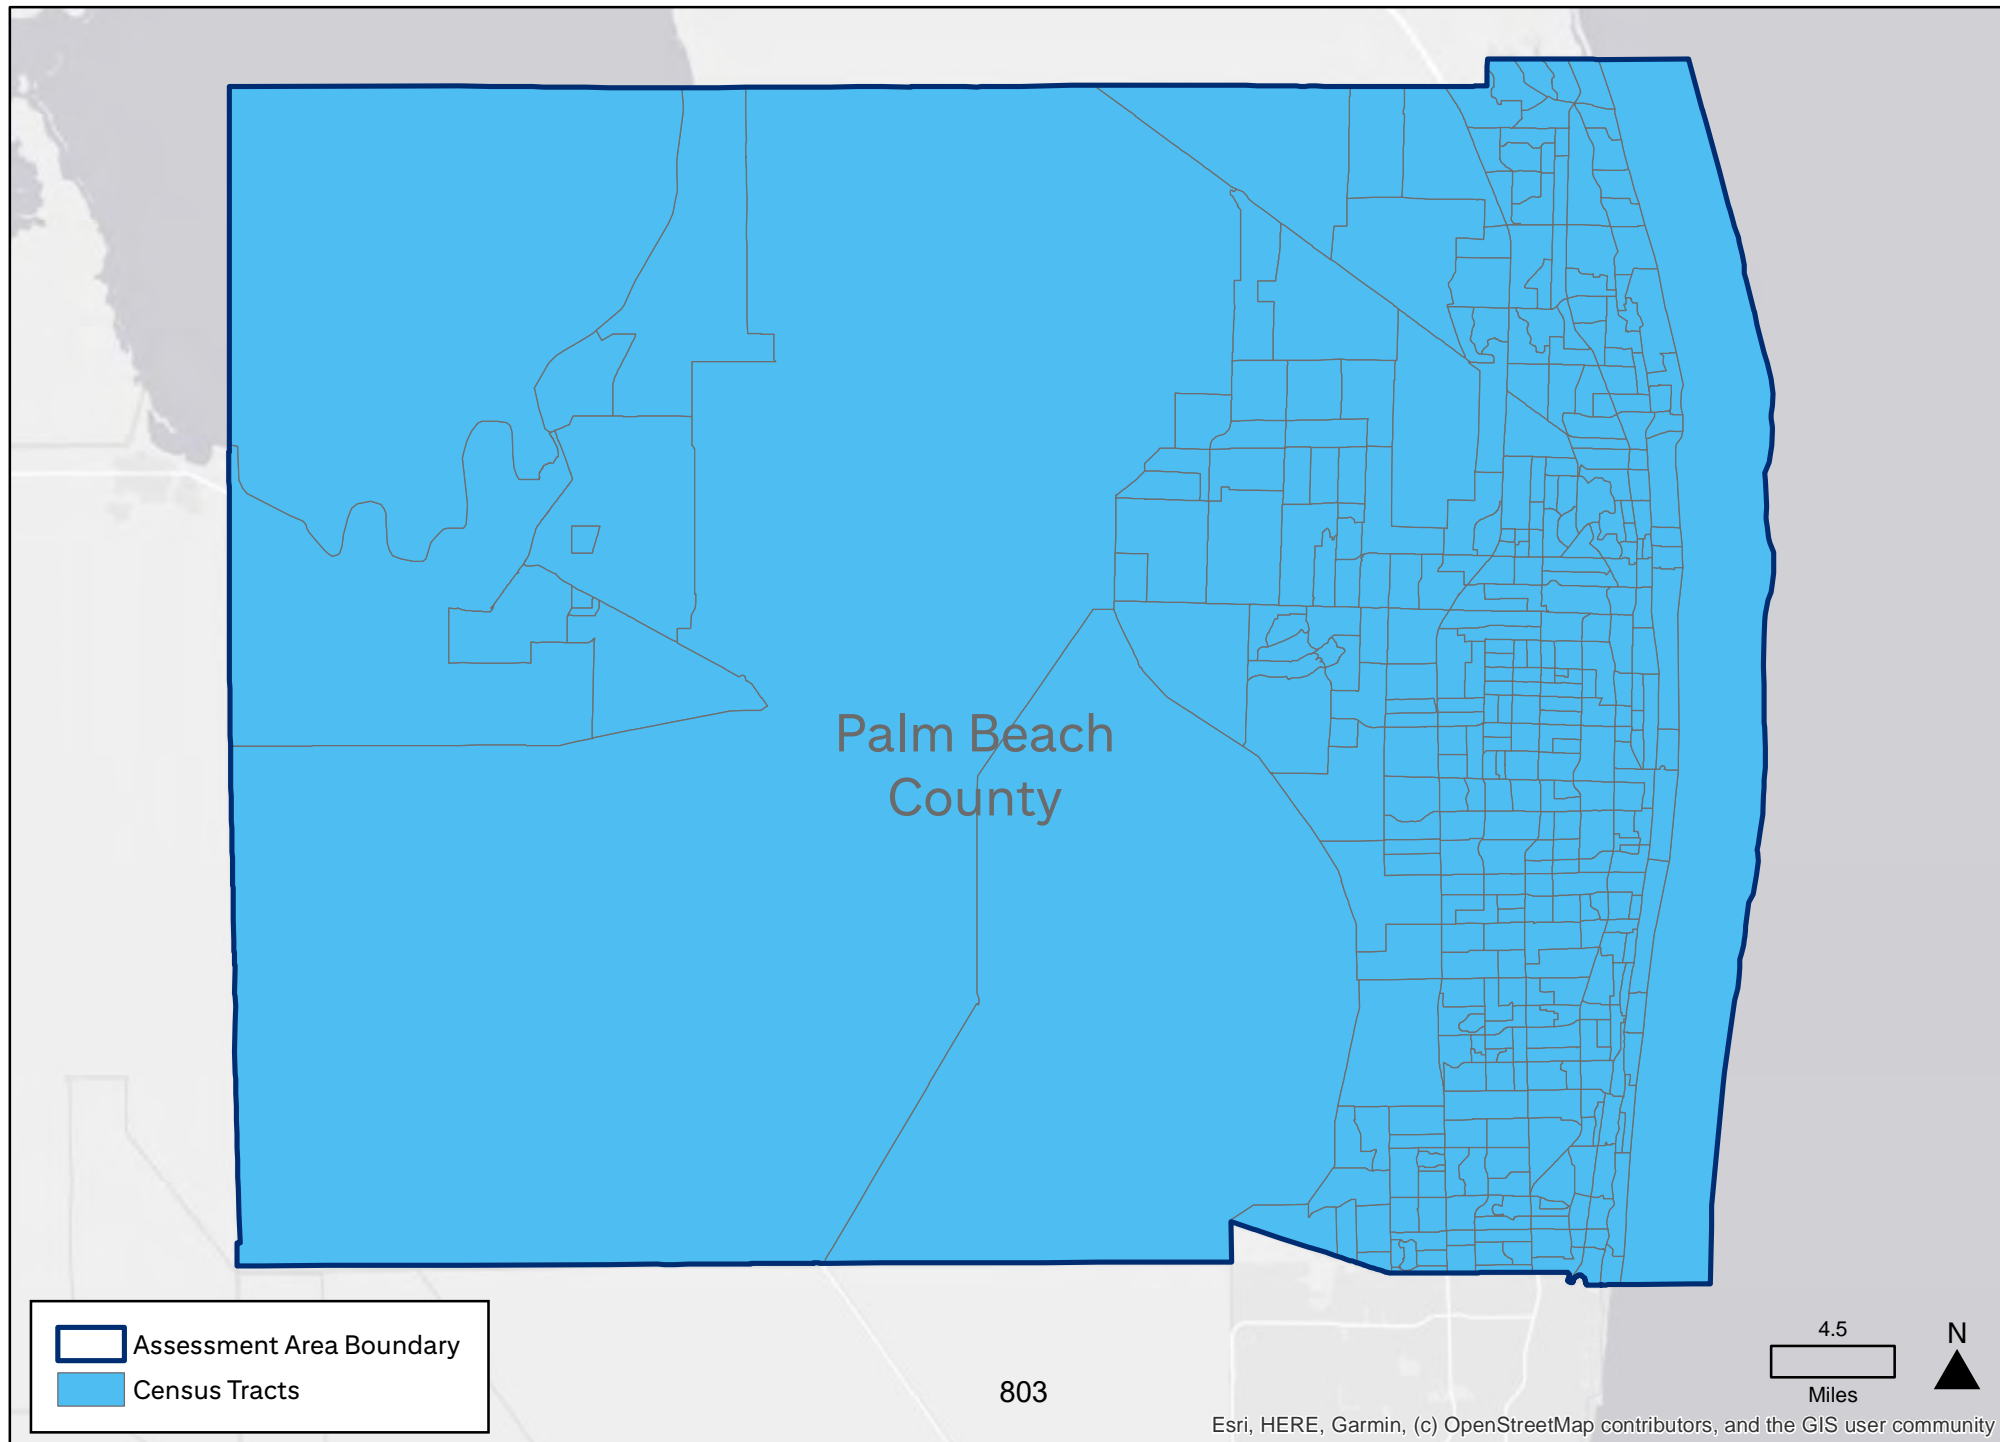 Palm Beach
County
Assessment Area Boundary
Census Tracts
803
4.5
Miles
N
Esri, HERE, Garmin, (c) OpenStreetMap contributors, and the GIS user community